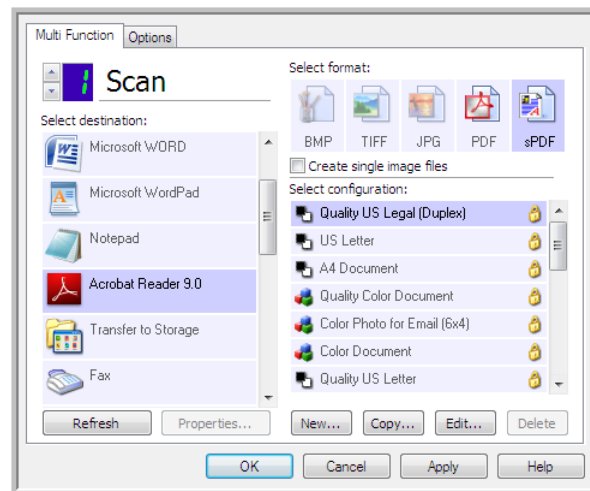 Multi Function
Options
1 Scan
Select destination:
Microsoft WORD
Microsoft WordPad
Notepad
Acrobat Reader 9.0
Transfer to Storage
Fax
Refresh
Properties...
Select format:
BMP
TIFF
JPG
PDF
sPDF
Create single image files
Select configuration:
Quality US Legal (Duplex)
US Letter
A4 Document
Quality Color Document
Color Photo for Email (6x4)
Color Document
Quality US Letter
New...
Copy...
Edit...
Delete
OK
Cancel
Apply
Help